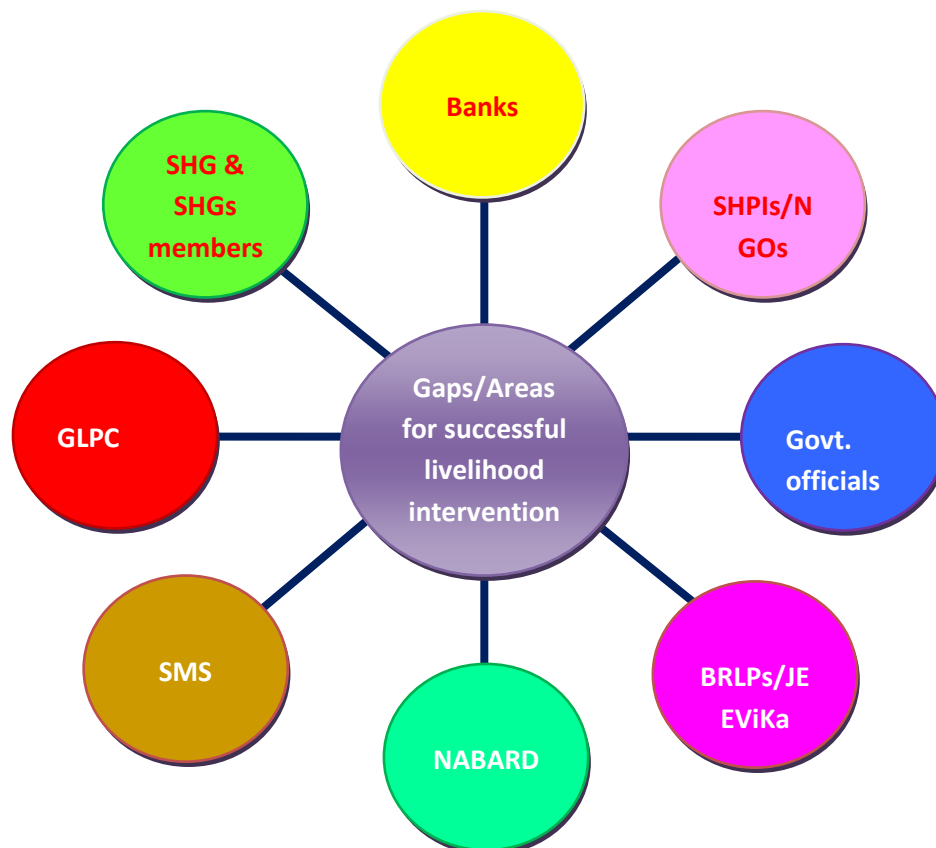 Banks
SHG &
SHGs
members
SHPIs/N
GOs
Gaps/Areas
for successful
livelihood
intervention
GLPC
Govt.
officials
SMS
BRLPs/JE
EViKa
NABARD